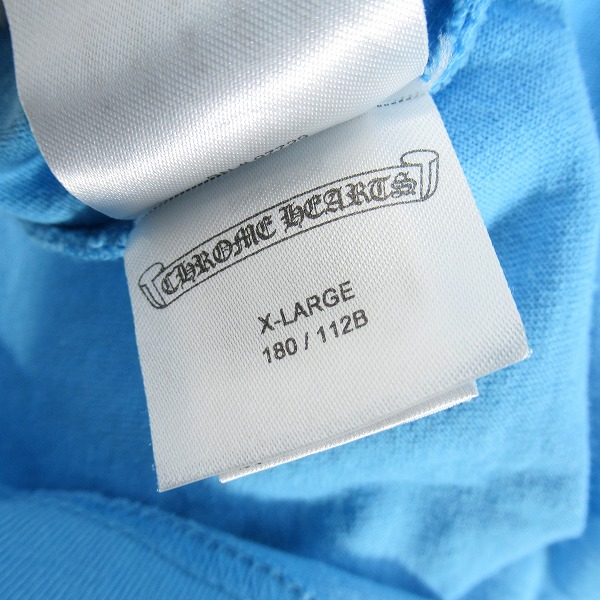 CHROME HEARTS
X-LARGE
180 / 112B